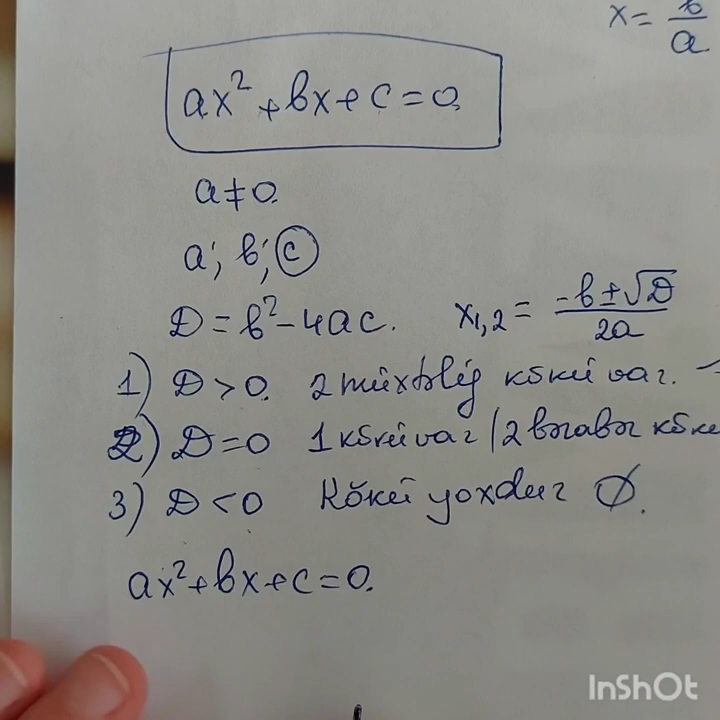 x = b/a
ax² + bx + c = 0.
a ≠ 0.
a; b; c
D = b² - 4ac. x₁,₂ = (-b ± √D)/2a
1) D > 0. 2 müxtəlif kökü var.
2) D = 0 1 kökü var / 2 bərabər kökü
3) D < 0 Kökü yoxdur ∅.
ax² + bx + c = 0.
InShOt